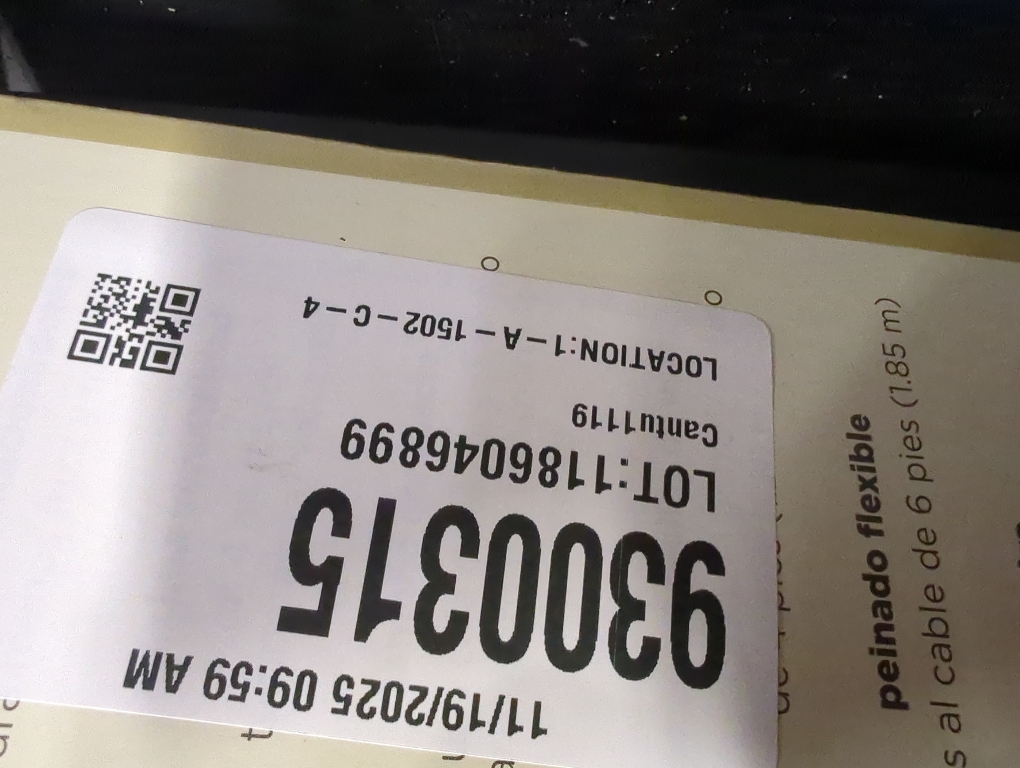 11/19/2025 09:59 AM
9300315
LOT:1186046899
Cantu1119
LOCATION:1-A-1502-C-4
peinado flexible
s al cable de 6 pies (1.85 m)